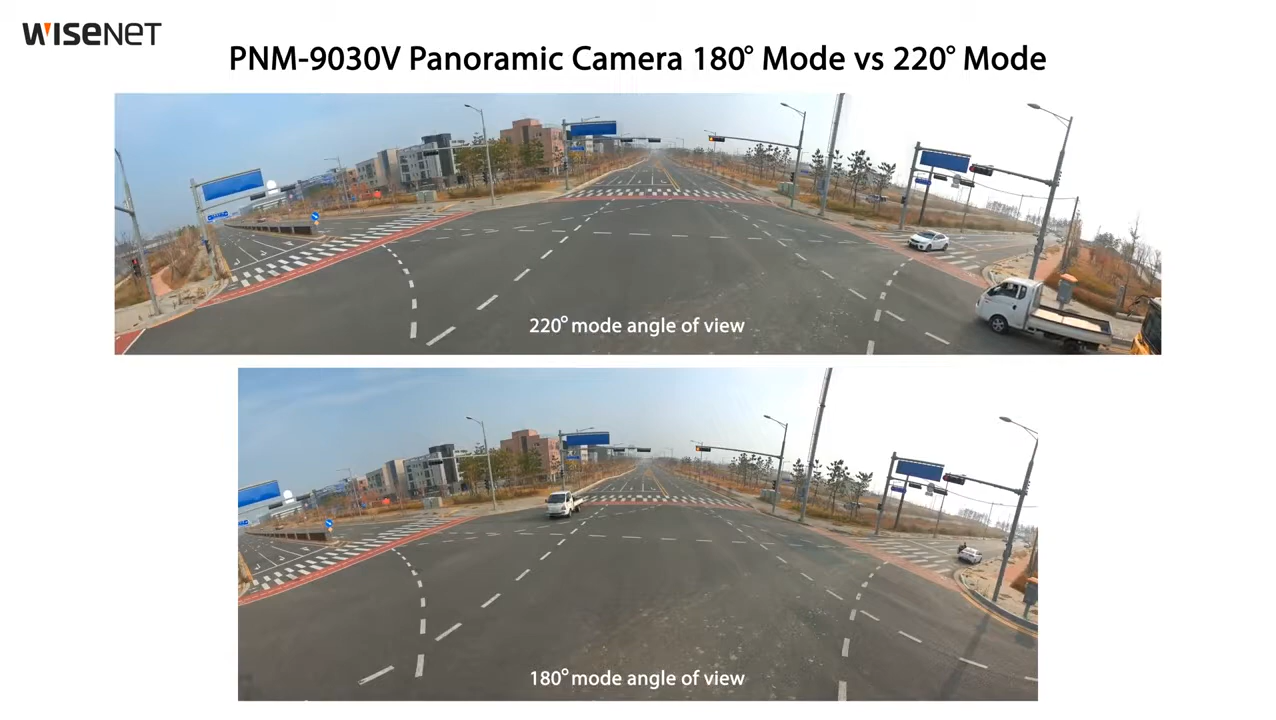 WISENET
PNM-9030V Panoramic Camera 180° Mode vs 220° Mode
220° mode angle of view
180° mode angle of view